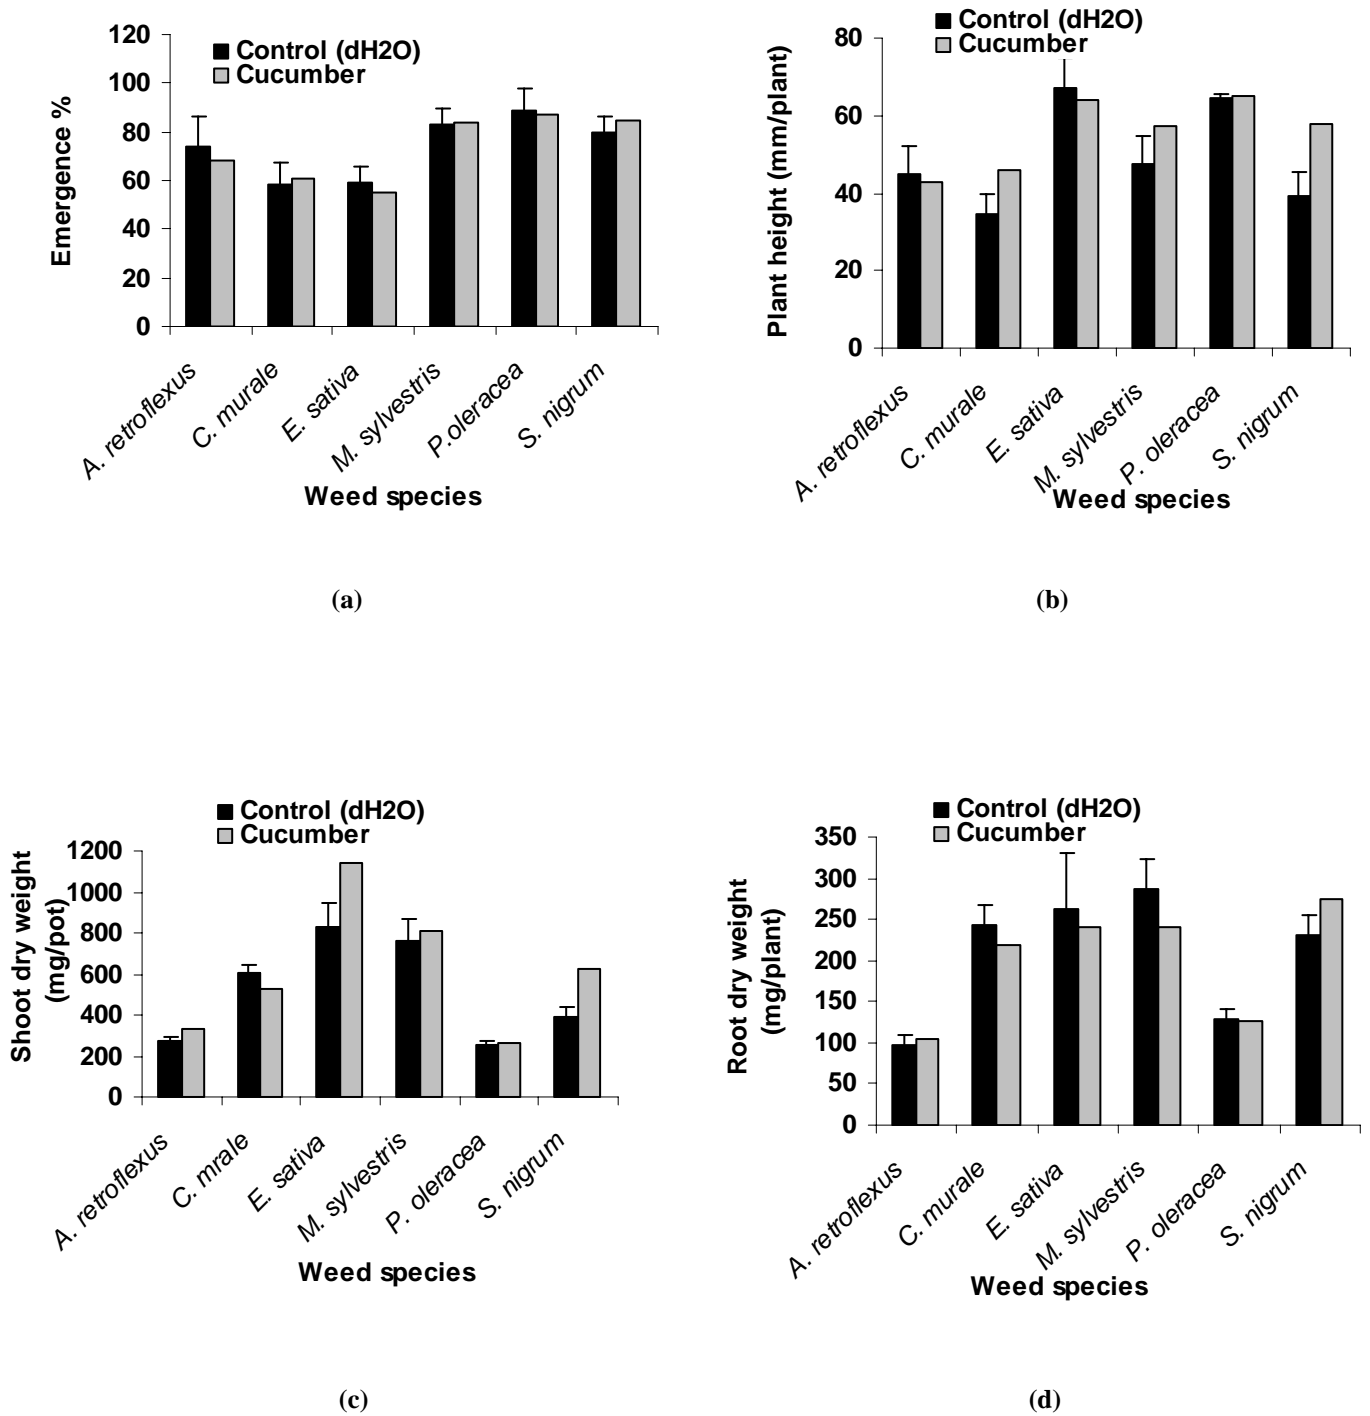 Control (dH2O)
Cucumber
Emergence %
120
100
80
60
40
20
0
A. retroflexus
C. murale
E. sativa
M. sylvestris
P.oleracea
S. nigrum
Weed species
(a)
Control (dH2O)
Cucumber
Plant height (mm/plant)
80
60
40
20
0
A. retroflexus
C. murale
E. sativa
M. sylvestris
P. oleracea
S. nigrum
Weed species
(b)
Control (dH2O)
Cucumber
Shoot dry weight
(mg/pot)
1200
1000
800
600
400
200
0
A. retroflexus
C. mrale
E. sativa
M. sylvestris
P. oleracea
S. nigrum
Weed species
(c)
Control (dH2O)
Cucumber
Root dry weight
(mg/plant)
350
300
250
200
150
100
50
0
A. retroflexus
C. murale
E. sativa
M. sylvestris
P. oleracea
S. nigrum
Weed species
(d)